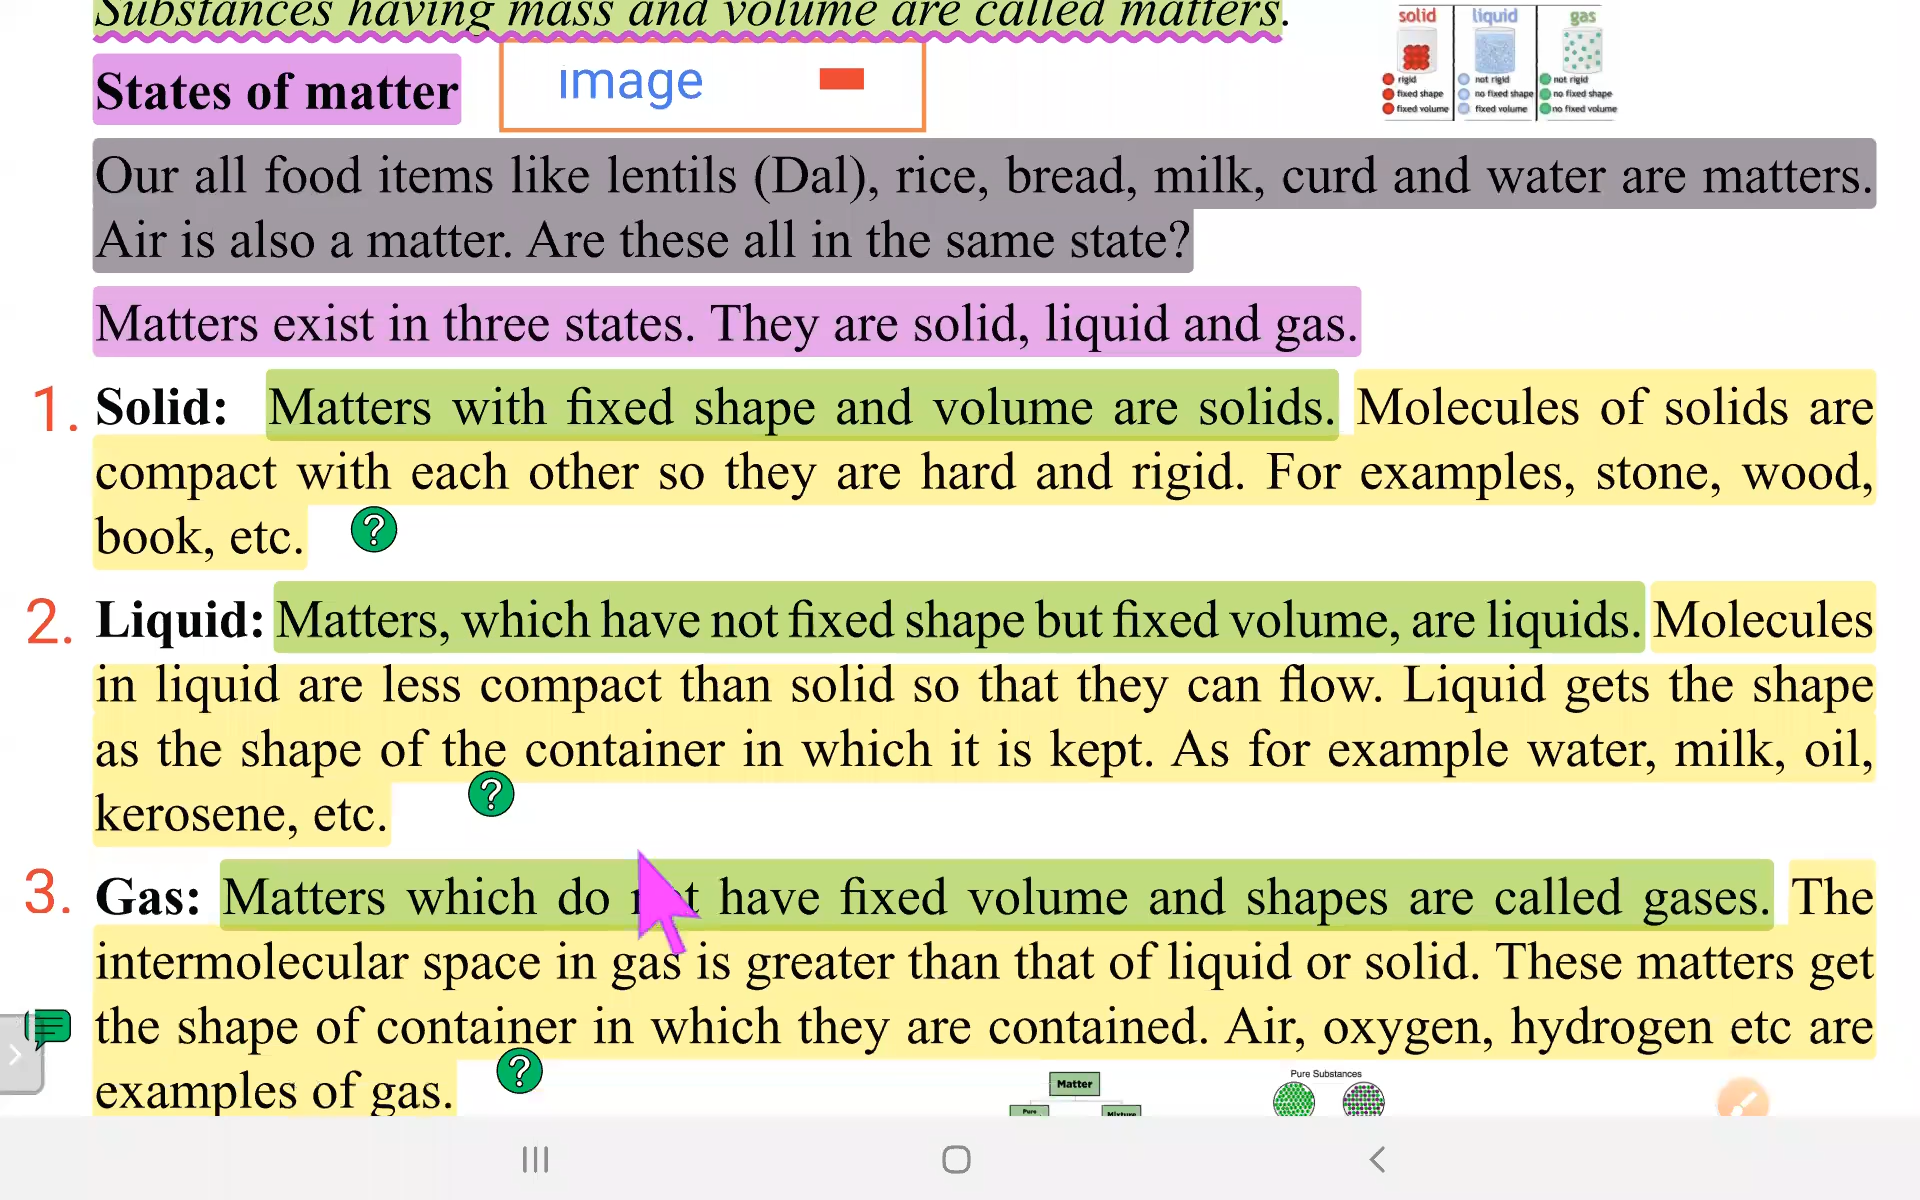 Substances having mass and volume are called matters.
solid liquid gas
rigid not rigid not rigid
fixed shape no fixed shape no fixed shape
fixed volume fixed volume no fixed volume
States of matter image
Our all food items like lentils (Dal), rice, bread, milk, curd and water are matters.
Air is also a matter. Are these all in the same state?
Matters exist in three states. They are solid, liquid and gas.
1. Solid: Matters with fixed shape and volume are solids. Molecules of solids are
compact with each other so they are hard and rigid. For examples, stone, wood,
book, etc. ?
2. Liquid: Matters, which have not fixed shape but fixed volume, are liquids. Molecules
in liquid are less compact than solid so that they can flow. Liquid gets the shape
as the shape of the container in which it is kept. As for example water, milk, oil,
kerosene, etc. ?
3. Gas: Matters which do not have fixed volume and shapes are called gases. The
intermolecular space in gas is greater than that of liquid or solid. These matters get
the shape of container in which they are contained. Air, oxygen, hydrogen etc are
examples of gas. ?
Matter Pure Substances
Pure Mixture